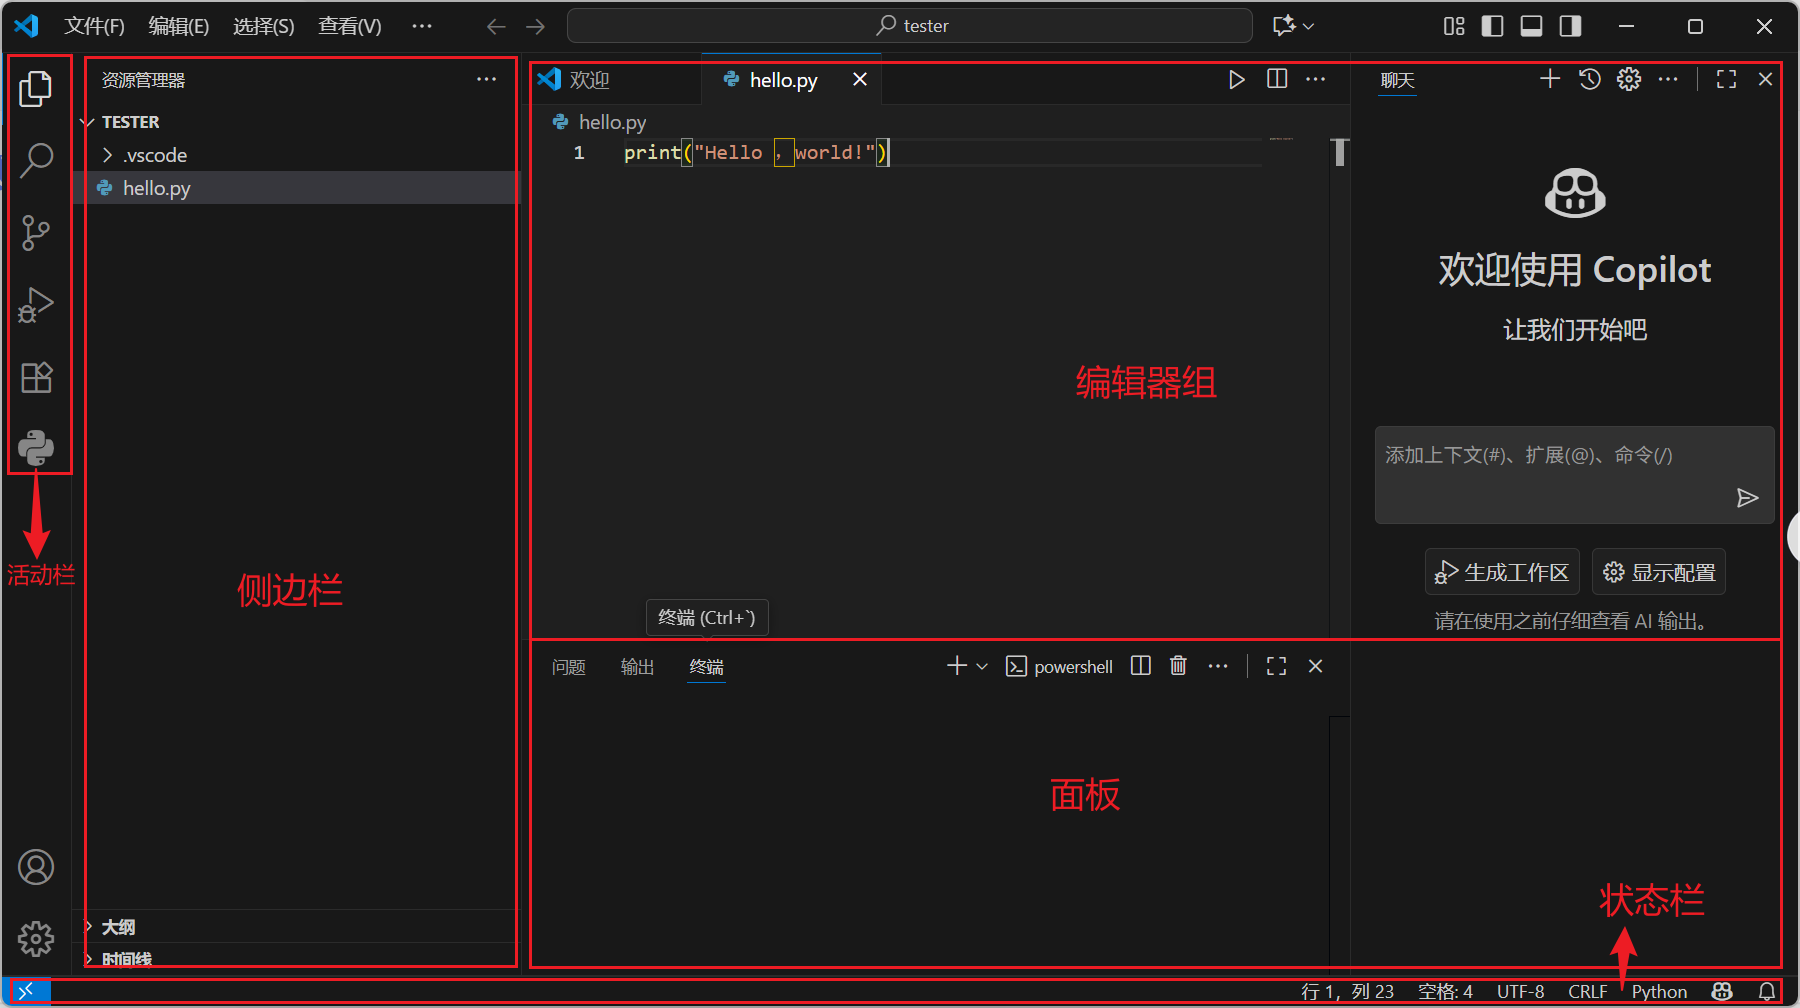 文件(F) 编辑(E) 选择(S) 查看(V) ··· tester
资源管理器 ···
TESTER
.vscode
hello.py
大纲
时间线
活动栏
侧边栏
欢迎 hello.py
hello.py
1 print("Hello ，world!")
编辑器组
终端 (Ctrl+`)
聊天
欢迎使用 Copilot
让我们开始吧
添加上下文(#)、扩展(@)、命令(/)
生成工作区 显示配置
请在使用之前仔细查看 AI 输出。
问题 输出 终端 powershell
面板
状态栏
行 1，列 23 空格: 4 UTF-8 CRLF Python